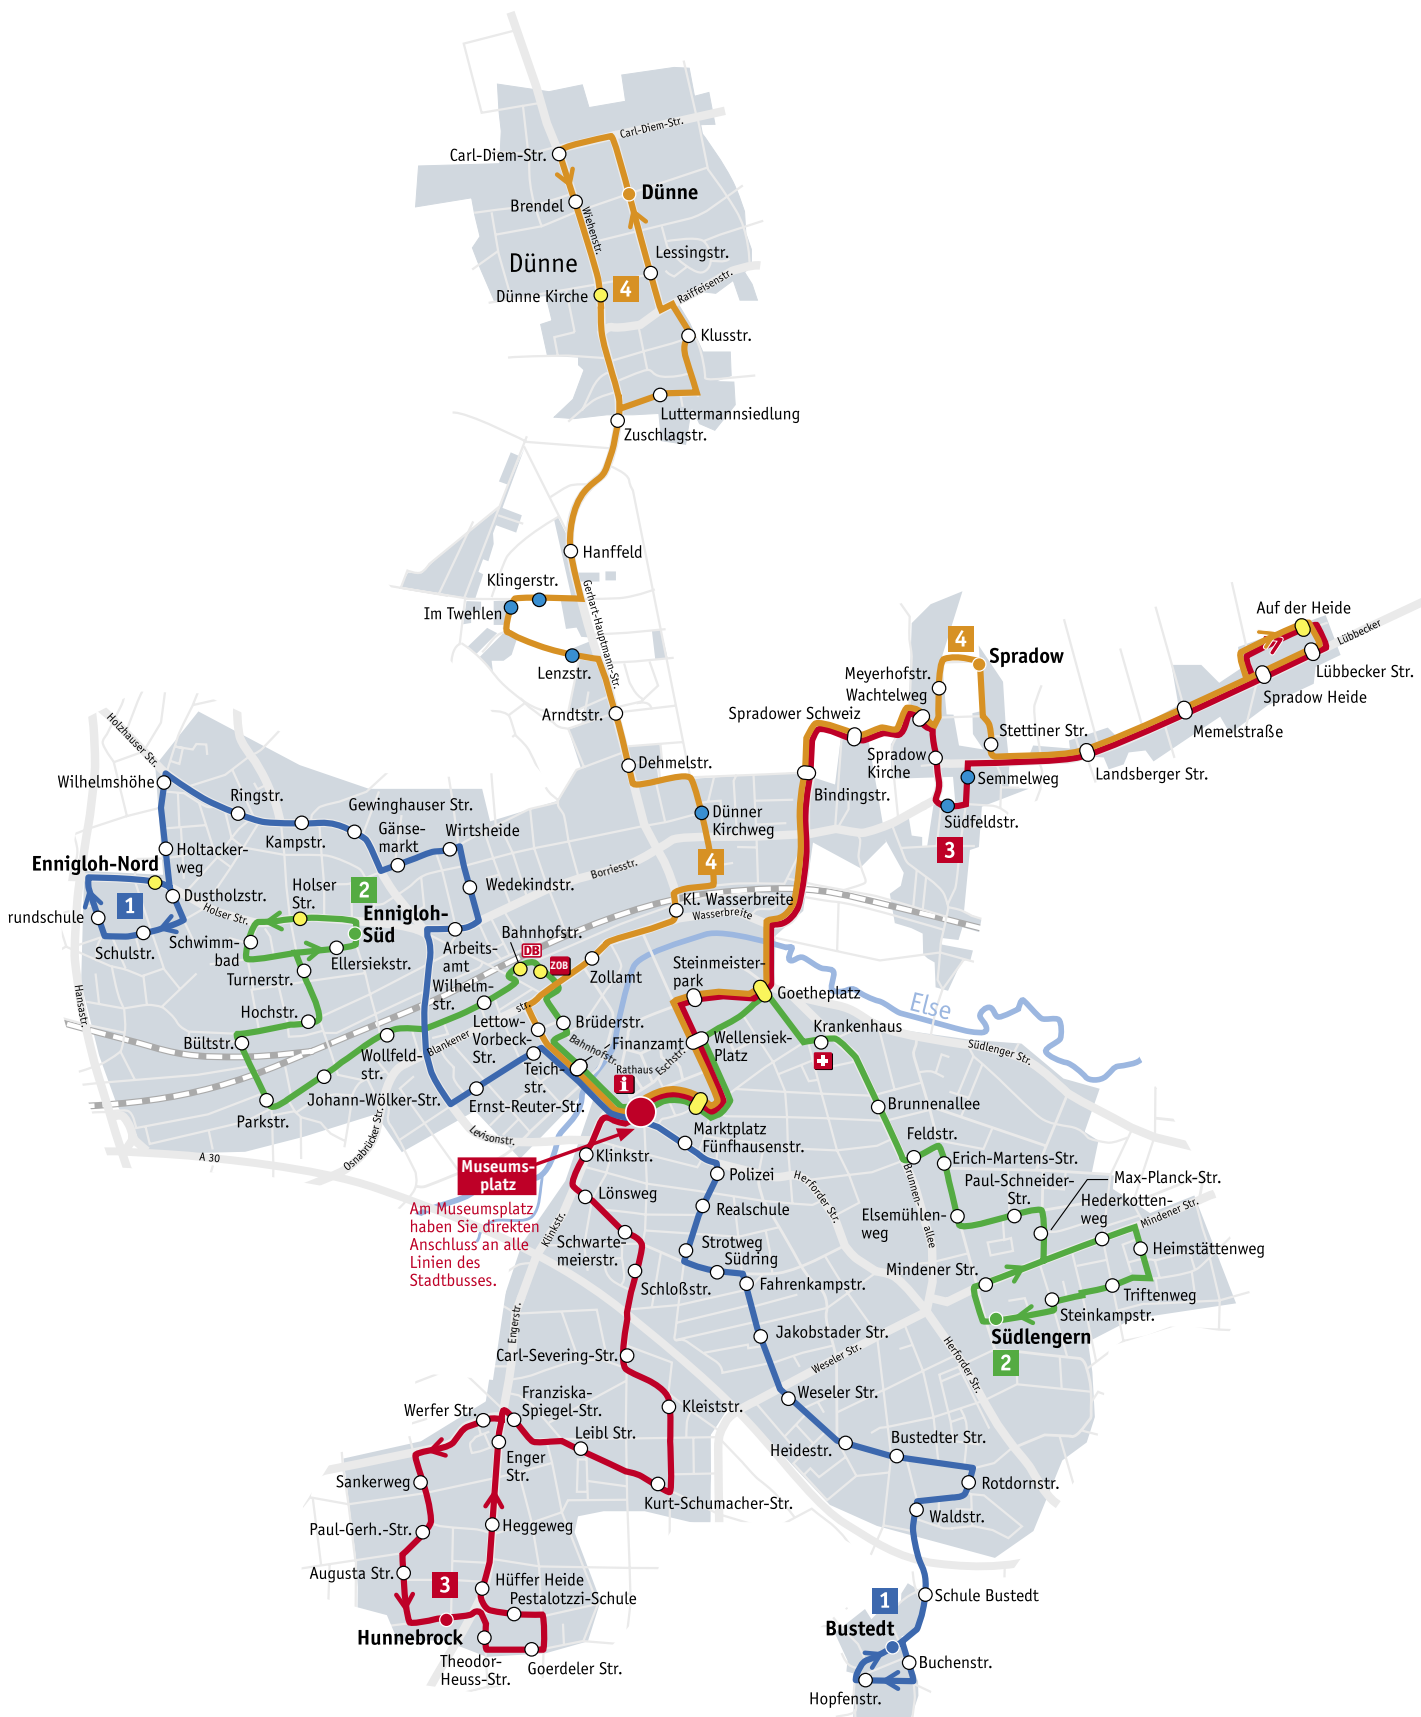 Carl-Diem-Str.
Carl-Diem-Str.
Dünne
Brendel
Wiehenstr.
Lessingstr.
Dünne
4
Raiffeisenstr.
Dünne Kirche
Klusstr.
Luttermannsiedlung
Zuschlagstr.
Hanffeld
Klingerstr.
Im Twehlen
Gerhart-Hauptmann-Str.
Lenzstr.
Arndtstr.
Dehmelstr.
Dünner
Kirchweg
4
Auf der Heide
Lübbecker
Lübbecker Str.
Spradow Heide
Memelstraße
Landsberger Str.
4
Spradow
Meyerhofstr.
Wachtelweg
Spradower Schweiz
Stettiner Str.
Spradow
Kirche
Semmelweg
Bindingstr.
Südfeldstr.
3
Holzhauser Str.
Wilhelmshöhe
Ringstr.
Gewinghauser Str.
Kampstr.
Gänse-
markt
Wirtsheide
Holtacker-
weg
Ennigloh-Nord
Borriesstr.
Wedekindstr.
Dustholzstr.
Holser
Str.
2
1
Ennigloh-
Süd
rundschule
Holser Str.
Kl. Wasserbreite
Wasserbreite
Schulstr.
Schwimm-
bad
Ellersiekstr.
Turnerstr.
Arbeits-
amt
Bahnhofstr.
DB
ZOB
Zollamt
Steinmeister-
park
Goetheplatz
Else
Hansastr.
Wilhelm-
str.
Hochstr.
str.
Bültstr.
Blankener
Lettow-
Vorbeck-
Str.
Brüderstr.
Bahnhofstr.
Finanzamt
Eschstr.
Wellensiek-
Platz
Krankenhaus
Südlenger Str.
Wollfeld-
str.
Teich-
str.
Rathaus
i
Johann-Wölker-Str.
Ernst-Reuter-Str.
Parkstr.
Brunnenallee
Marktplatz
Fünfhausenstr.
Levisonstr.
Osnabrücker Str.
A 30
Klinkstr.
Feldstr.
Erich-Martens-Str.
Museums-
platz
Polizei
Paul-Schneider-
Str.
Max-Planck-Str.
Lönsweg
Am Museumsplatz
haben Sie direkten
Anschluss an alle
Linien des
Stadtbusses.
Klinkstr.
Realschule
Herforder Str.
Brunnen-
allee
Elsemühlen-
weg
Hederkotten-
weg
Mindener Str.
Schwarte-
meierstr.
Strotweg
Südring
Heimstättenweg
Schloßstr.
Fahrenkampstr.
Mindener Str.
Triftenweg
Steinkampstr.
Engerstr.
Jakobstader Str.
Südlengern
2
Carl-Severing-Str.
Weseler Str.
Herforder Str.
Weseler Str.
Werfer Str.
Franziska-
Spiegel-Str.
Kleiststr.
Leibl Str.
Heidestr.
Bustedter Str.
Enger
Str.
Sankerweg
Rotdornstr.
Kurt-Schumacher-Str.
Waldstr.
Paul-Gerh.-Str.
Heggeweg
Augusta Str.
3
Hüffer Heide
Pestalotzzi-Schule
Schule Bustedt
1
Bustedt
Hunnebrock
Theodor-
Heuss-Str.
Goerdeler Str.
Buchenstr.
Hopfenstr.